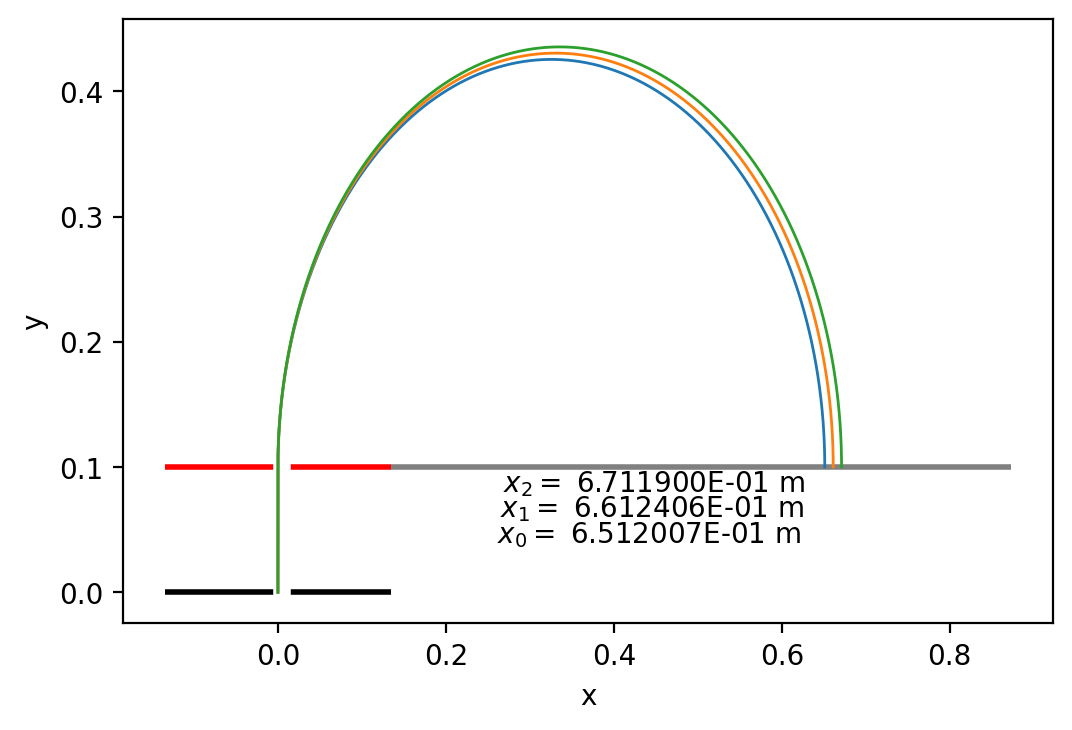 0.4
0.3
y
0.2
0.1
x₂ = 6.711900E-01 m
x₁ = 6.612406E-01 m
x₀ = 6.512007E-01 m
0.0
0.0 0.2 0.4 0.6 0.8
x